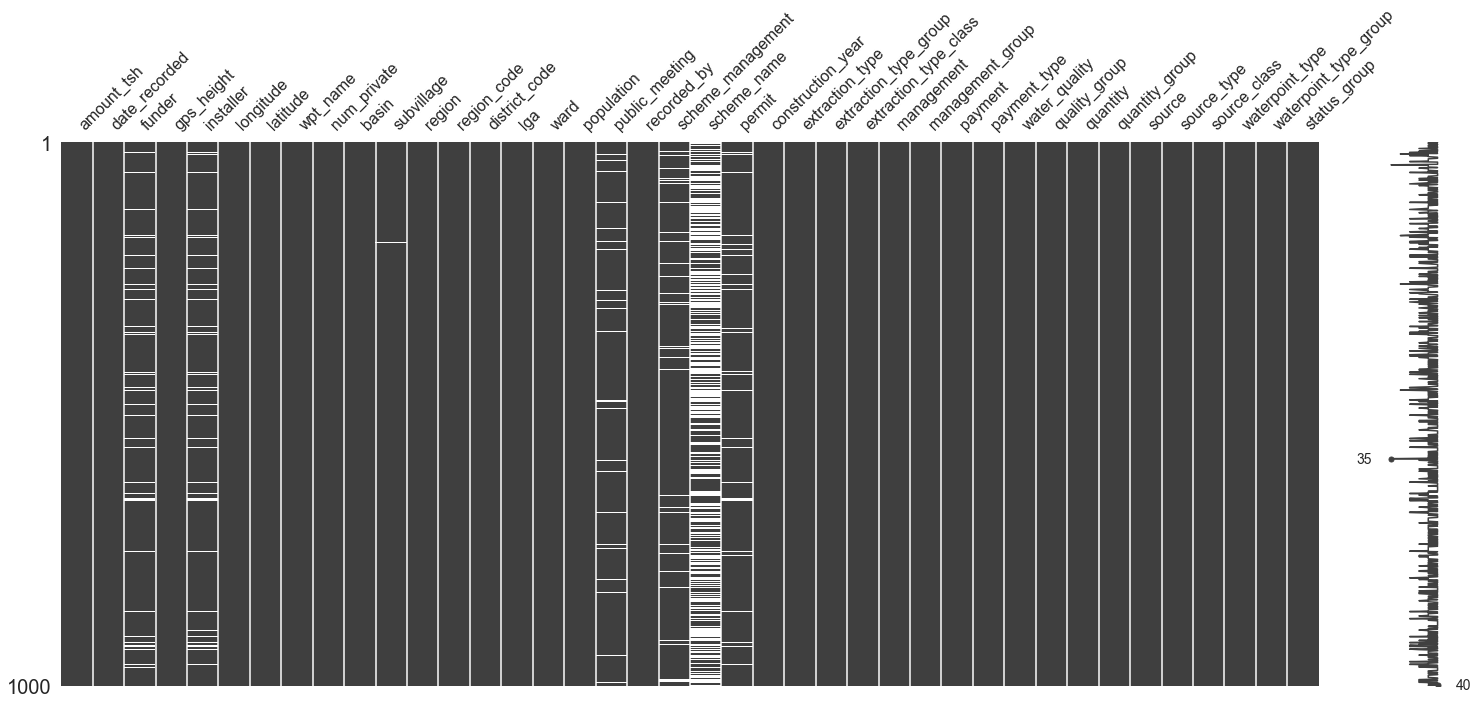 amount_tsh
date_recorded
funder
gps_height
installer
longitude
latitude
wpt_name
num_private
basin
subvillage
region
region_code
district_code
lga
ward
population
public_meeting
recorded_by
scheme_management
scheme_name
permit
construction_year
extraction_type
extraction_type_group
extraction_type_class
management
management_group
payment
payment_type
water_quality
quality_group
quantity
quantity_group
source
source_type
source_class
waterpoint_type
waterpoint_type_group
status_group
1
35
1000
40